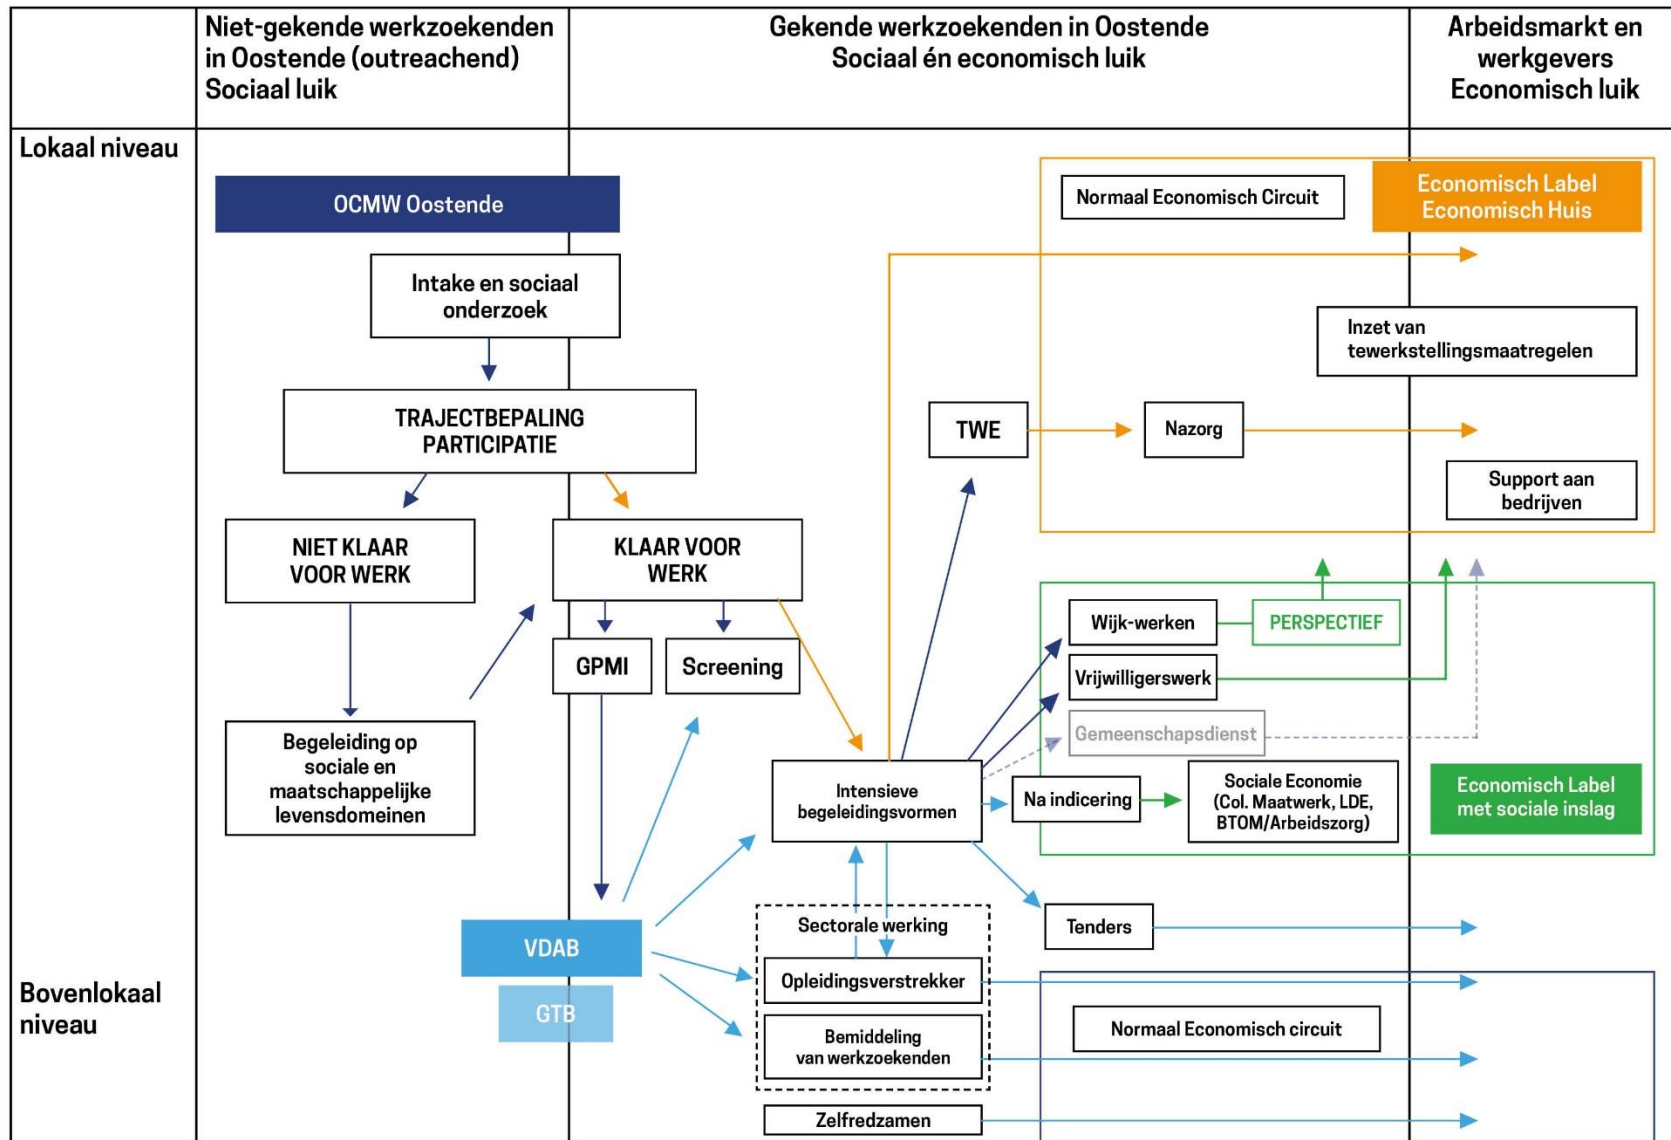 Niet-gekende werkzoekenden
in Oostende (outreachend)
Sociaal luik
Gekende werkzoekenden in Oostende
Sociaal én economisch luik
Arbeidsmarkt en
werkgevers
Economisch luik
Lokaal niveau
OCMW Oostende
Normaal Economisch Circuit
Economisch Label
Economisch Huis
Intake en sociaal
onderzoek
Inzet van
tewerkstellingsmaatregelen
TRAJECTBEPALING
PARTICIPATIE
TWE
Nazorg
Support aan
bedrijven
NIET KLAAR
VOOR WERK
KLAAR VOOR
WERK
GPMI
Screening
Wijk-werken
PERSPECTIEF
Vrijwilligerswerk
Gemeenschapsdienst
Begeleiding op
sociale en
maatschappelijke
levensdomeinen
Intensieve
begeleidingsvormen
Na indicering
Sociale Economie
(Col. Maatwerk, LDE,
BTOM/Arbeidszorg)
Economisch Label
met sociale inslag
VDAB
GTB
Sectorale werking
Tenders
Opleidingsverstrekker
Bovenlokaal
niveau
Bemiddeling
van werkzoekenden
Normaal Economisch circuit
Zelfredzamen